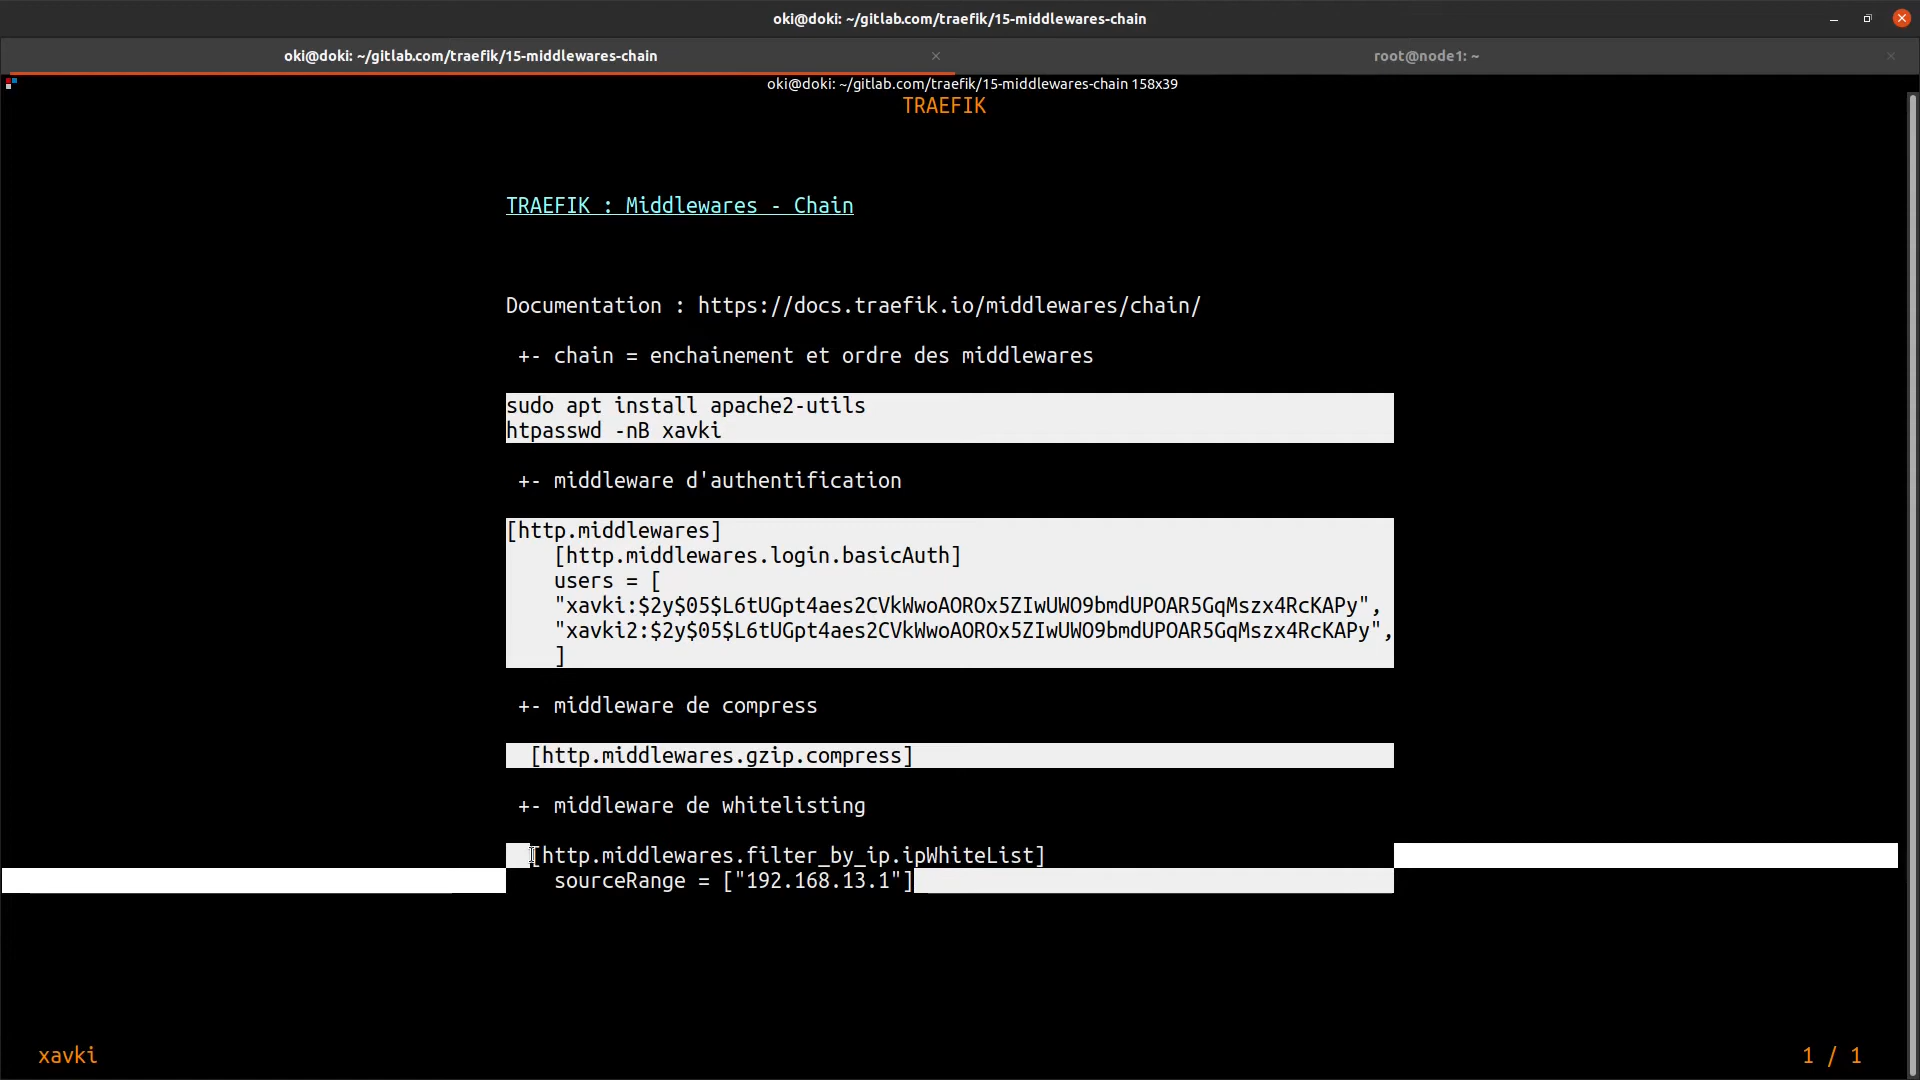 oki@doki: ~/gitlab.com/traefik/15-middlewares-chain
oki@doki: ~/gitlab.com/traefik/15-middlewares-chain
root@node1: ~
oki@doki: ~/gitlab.com/traefik/15-middlewares-chain 158x39
TRAEFIK
TRAEFIK : Middlewares - Chain
Documentation : https://docs.traefik.io/middlewares/chain/
+- chain = enchainement et ordre des middlewares
sudo apt install apache2-utils
htpasswd -nB xavki
+- middleware d'authentification
[http.middlewares]
[http.middlewares.login.basicAuth]
users = [
"xavki:$2y$05$L6tUGpt4aes2CVkWwoAOROx5ZIwUWO9bmdUPOAR5GqMszx4RcKAPy",
"xavki2:$2y$05$L6tUGpt4aes2CVkWwoAOROx5ZIwUWO9bmdUPOAR5GqMszx4RcKAPy",
]
+- middleware de compress
[http.middlewares.gzip.compress]
+- middleware de whitelisting
[http.middlewares.filter_by_ip.ipWhiteList]
sourceRange = ["192.168.13.1"]
xavki
1 / 1